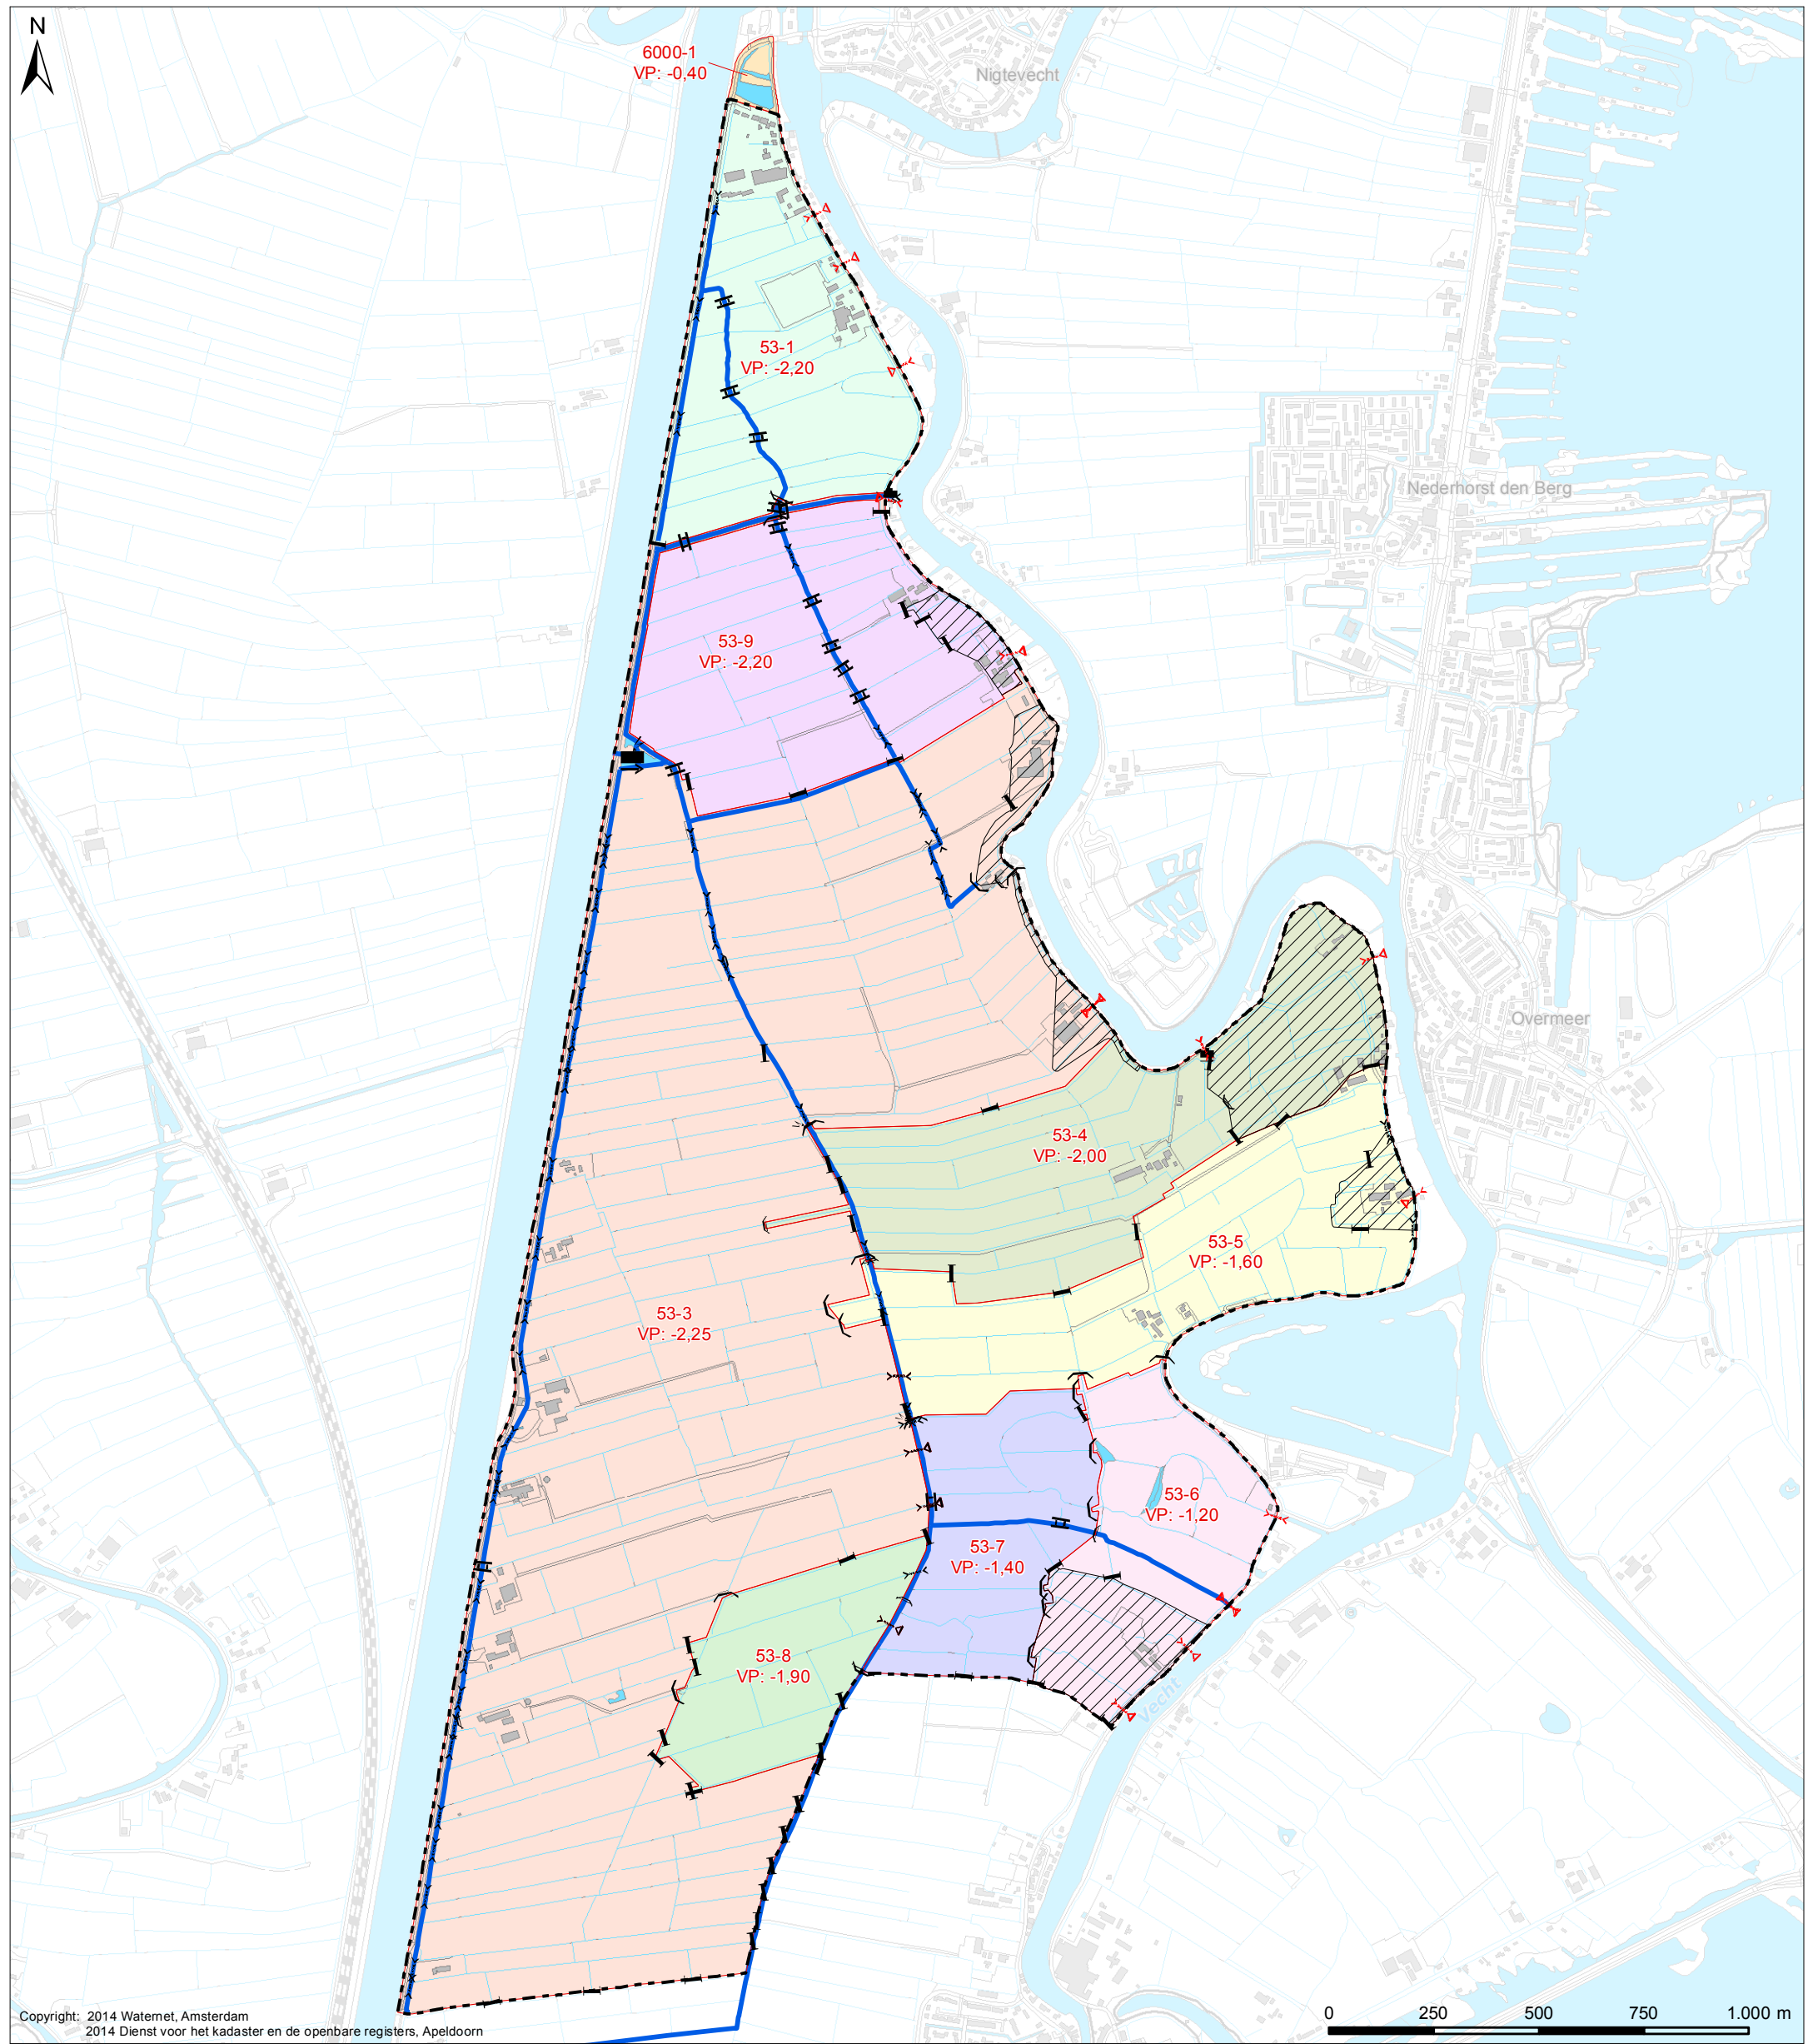 N
6000-1
VP: -0,40
Nigtevecht
53-1
VP: -2,20
Nederhorst den Berg
53-9
VP: -2,20
Overmeer
53-4
VP: -2,00
53-5
VP: -1,60
53-3
VP: -2,25
53-6
VP: -1,20
53-7
VP: -1,40
53-8
VP: -1,90
Vecht
Copyright: 2014 Waternet, Amsterdam
2014 Dienst voor het kadaster en de openbare registers, Apeldoorn
0 250 500 750 1.000 m